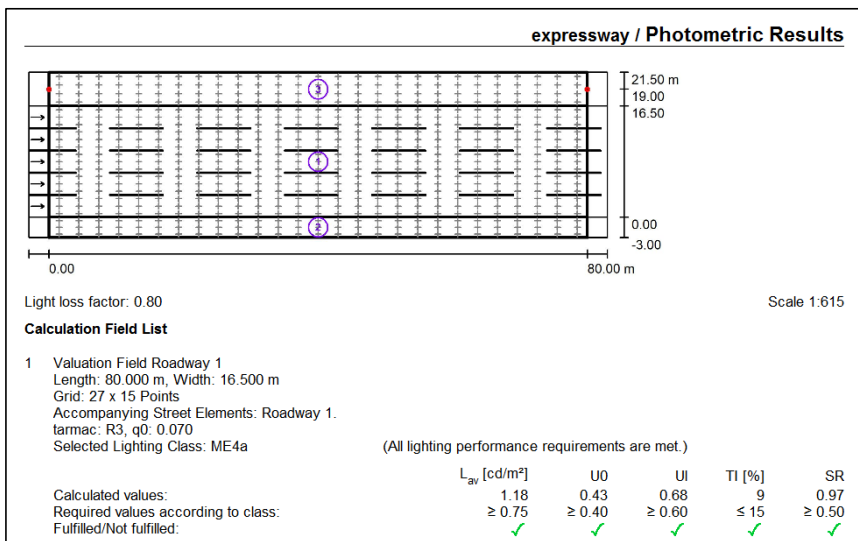 expressway / Photometric Results
3
21.50 m
19.00
16.50
1
0.00
2
-3.00
0.00 80.00 m
Light loss factor: 0.80 Scale 1:615
Calculation Field List
1 Valuation Field Roadway 1
Length: 80.000 m, Width: 16.500 m
Grid: 27 x 15 Points
Accompanying Street Elements: Roadway 1.
tarmac: R3, q0: 0.070
Selected Lighting Class: ME4a (All lighting performance requirements are met.)
Lav [cd/m²] U0 UI TI [%] SR
Calculated values: 1.18 0.43 0.68 9 0.97
Required values according to class: ≥ 0.75 ≥ 0.40 ≥ 0.60 ≤ 15 ≥ 0.50
Fulfilled/Not fulfilled: ✓ ✓ ✓ ✓ ✓